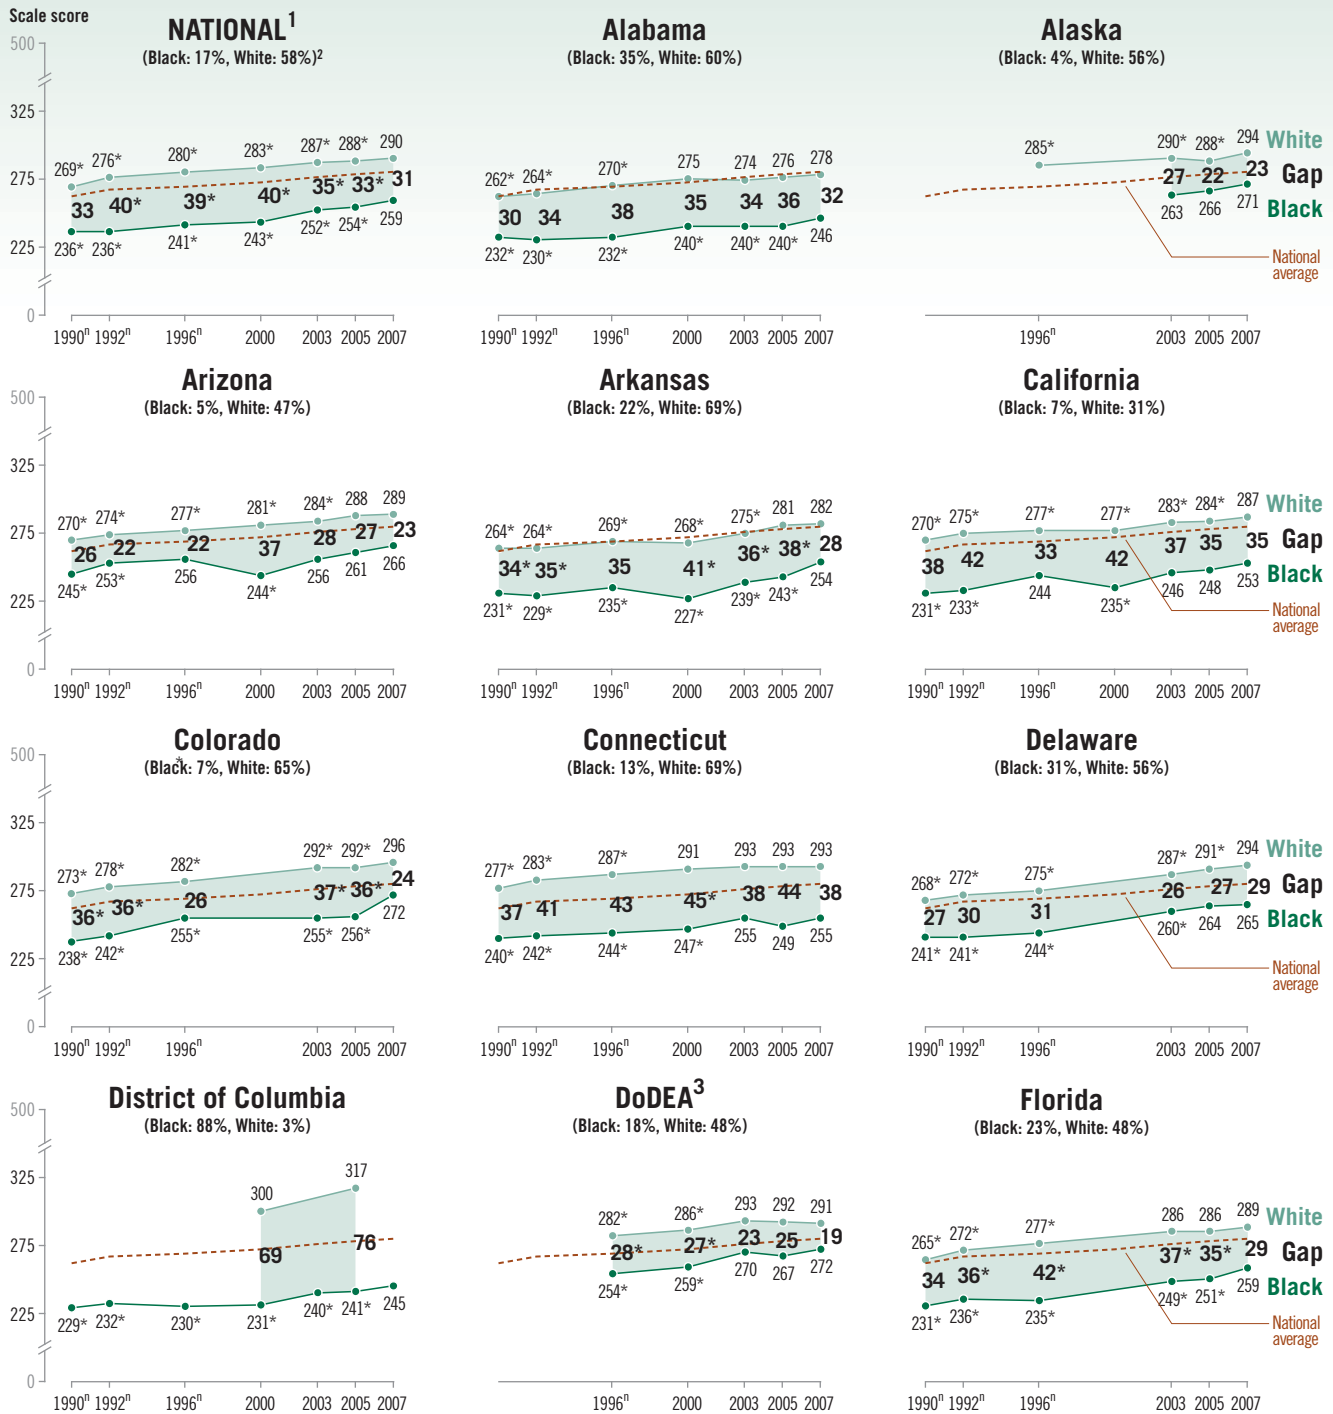 Scale score
NATIONAL1
(Black: 17%, White: 58%)2
500
325
275
225
0
269* 276* 280* 283* 287* 288* 290
33 40* 39* 40* 35* 33* 31
236* 236* 241* 243* 252* 254* 259
1990n 1992n 1996n 2000 2003 2005 2007
Alabama
(Black: 35%, White: 60%)
262* 264* 270* 275 274 276 278
30 34 38 35 34 36 32
232* 230* 232* 240* 240* 240* 246
1990n 1992n 1996n 2000 2003 2005 2007
Alaska
(Black: 4%, White: 56%)
285* 290* 288* 294
27 22 23
263 266 271
White
Gap
Black
National
average
1996n 2003 2005 2007
Arizona
(Black: 5%, White: 47%)
500
325
275
225
0
270* 274* 277* 281* 284* 288 289
26 22 22 37 28 27 23
245* 253* 256 244* 256 261 266
1990n 1992n 1996n 2000 2003 2005 2007
Arkansas
(Black: 22%, White: 69%)
264* 264* 269* 268* 275* 281 282
34* 35* 35 41* 36* 38* 28
231* 229* 235* 227* 239* 243* 254
1990n 1992n 1996n 2000 2003 2005 2007
California
(Black: 7%, White: 31%)
270* 275* 277* 277* 283* 284* 287
38 42 33 42 37 35 35
231* 233* 244 235* 246 248 253
White
Gap
Black
National
average
1990n 1992n 1996n 2000 2003 2005 2007
Colorado
*
(Black: 7%, White: 65%)
500
325
275
225
0
273* 278* 282* 292* 292* 296
36* 36* 26 37* 36* 24
238* 242* 255* 255* 256* 272
1990n 1992n 1996n 2003 2005 2007
Connecticut
(Black: 13%, White: 69%)
277* 283* 287* 291 293 293 293
37 41 43 45* 38 44 38
240* 242* 244* 247* 255 249 255
1990n 1992n 1996n 2000 2003 2005 2007
Delaware
(Black: 31%, White: 56%)
268* 272* 275* 287* 291* 294
27 30 31 26 27 29
241* 241* 244* 260* 264 265
White
Gap
Black
National
average
1990n 1992n 1996n 2003 2005 2007
District of Columbia
(Black: 88%, White: 3%)
500
325
275
225
0
300 317
69 76
229* 232* 230* 231* 240* 241* 245
1990n 1992n 1996n 2000 2003 2005 2007
DoDEA3
(Black: 18%, White: 48%)
282* 286* 293 292 291
28* 27* 23 25 19
254* 259* 270 267 272
1996n 2000 2003 2005 2007
Florida
(Black: 23%, White: 48%)
265* 272* 277* 286 286 289
34 36* 42* 37* 35* 29
231* 236* 235* 249* 251* 259
White
Gap
Black
National
average
1990n 1992n 1996n 2003 2005 2007